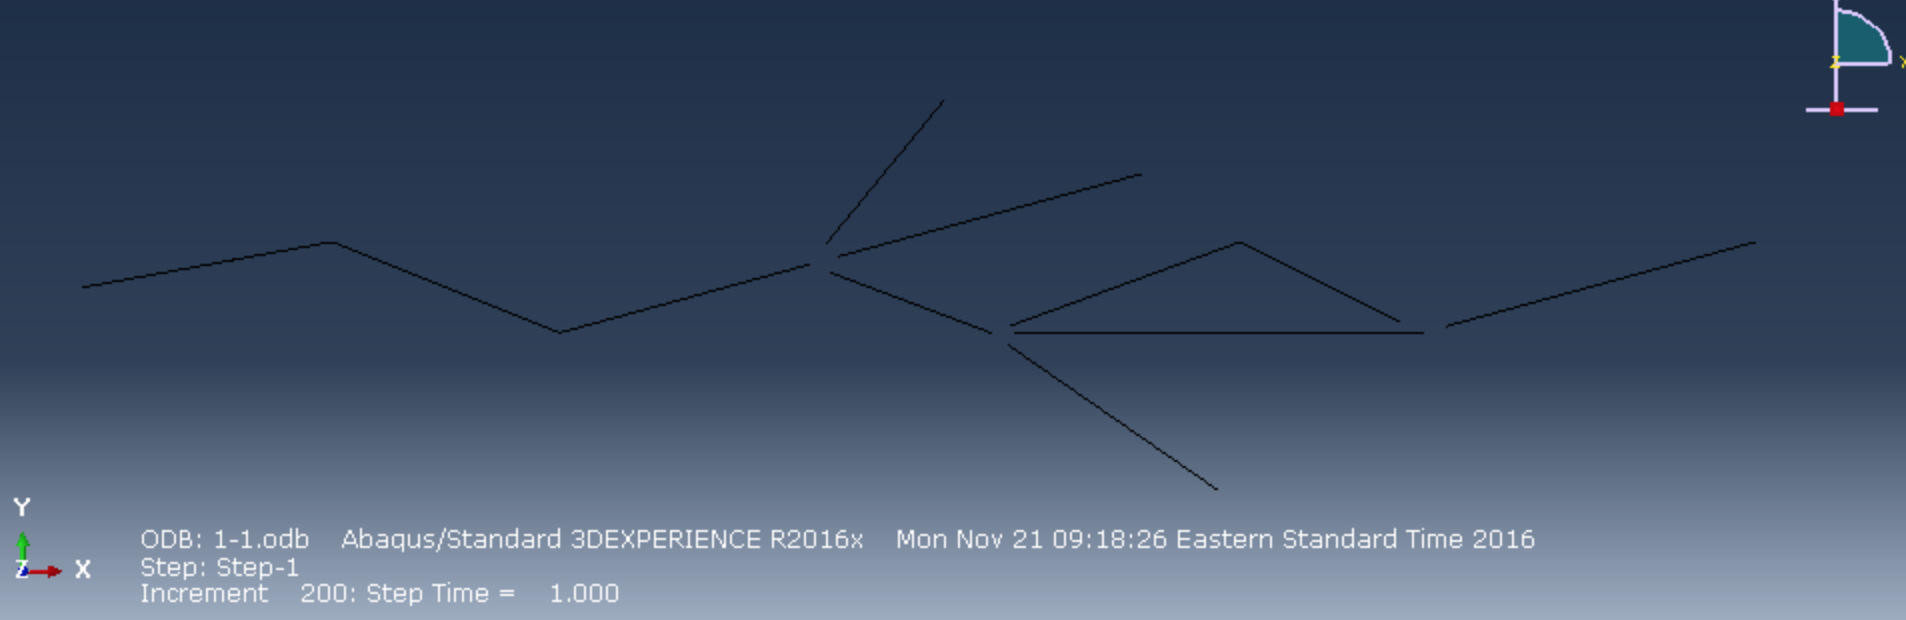 Z X
Y
ODB: 1-1.odb Abaqus/Standard 3DEXPERIENCE R2016x Mon Nov 21 09:18:26 Eastern Standard Time 2016
Z X
Step: Step-1
Increment 200: Step Time = 1.000